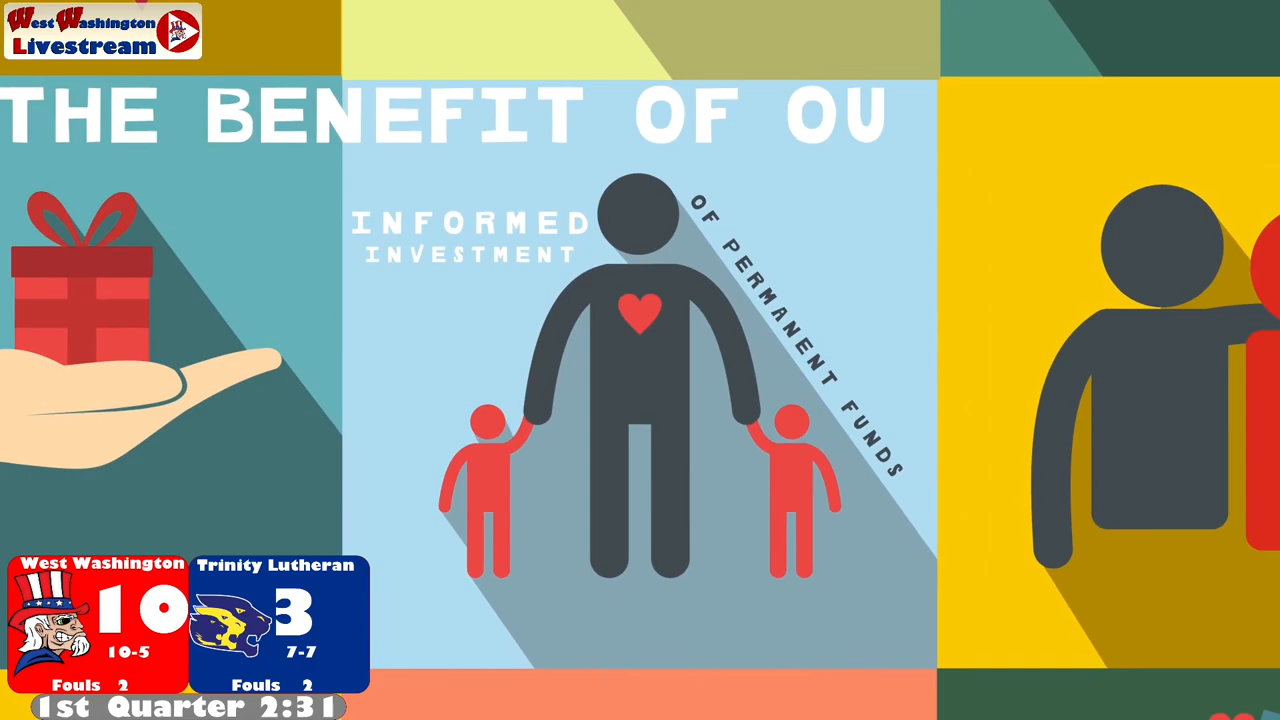 West Washington
Livestream
THE BENEFIT OF OU
INFORMED
INVESTMENT
OF PERMANENT FUNDS
West Washington
10
10-5
Fouls 2
Trinity Lutheran
3
7-7
Fouls 2
1st Quarter 2:31